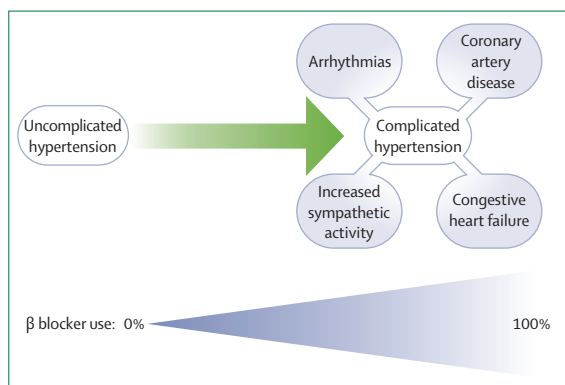 Arrhythmias
Coronary
artery
disease
Uncomplicated
hypertension
Complicated
hypertension
Increased
sympathetic
activity
Congestive
heart failure
β blocker use: 0%
100%